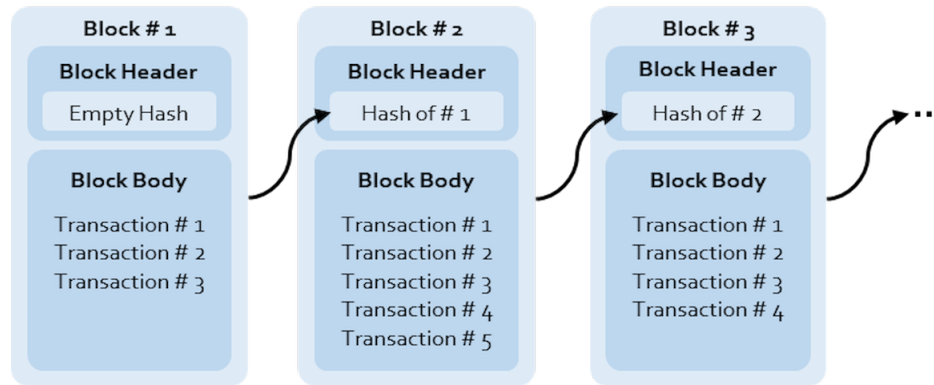 Block # 1
Block Header
Empty Hash
Block Body
Transaction # 1
Transaction # 2
Transaction # 3
Block # 2
Block Header
Hash of # 1
Block Body
Transaction # 1
Transaction # 2
Transaction # 3
Transaction # 4
Transaction # 5
Block # 3
Block Header
Hash of # 2
Block Body
Transaction # 1
Transaction # 2
Transaction # 3
Transaction # 4
..